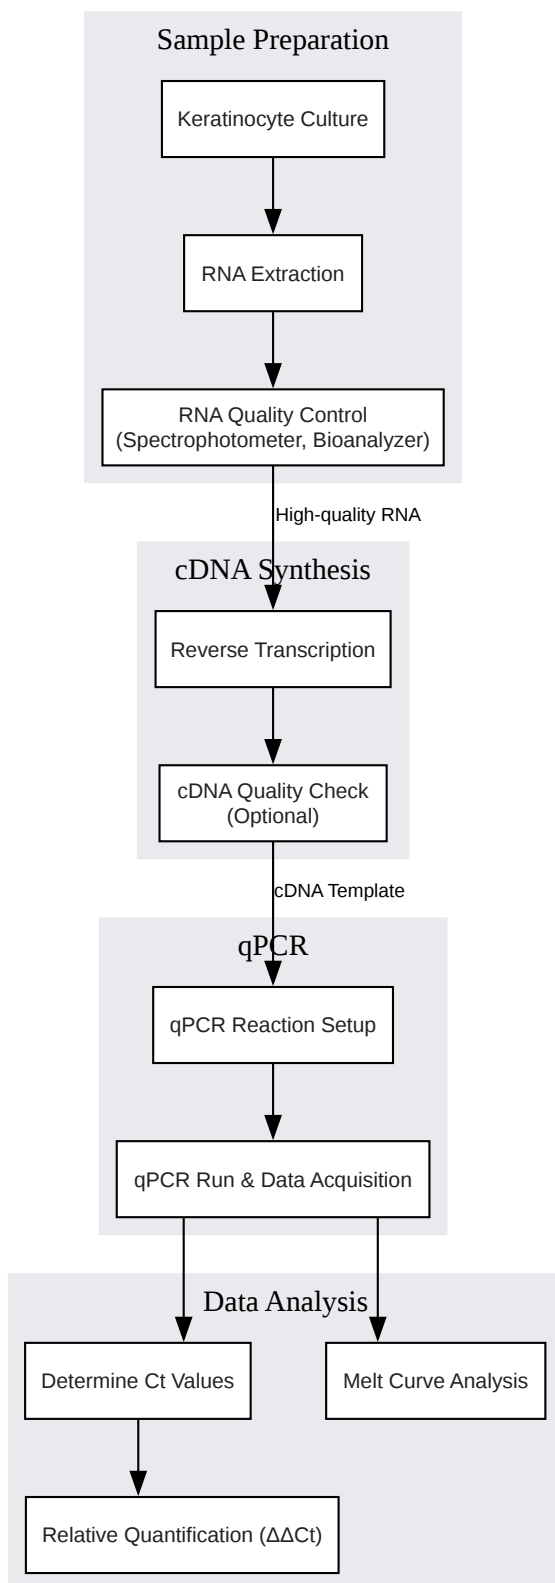 Sample Preparation
Keratinocyte Culture
RNA Extraction
RNA Quality Control
(Spectrophotometer, Bioanalyzer)
High-quality RNA
cDNA Synthesis
Reverse Transcription
cDNA Quality Check
(Optional)
cDNA Template
qPCR
qPCR Reaction Setup
qPCR Run & Data Acquisition
Data Analysis
Determine Ct Values
Melt Curve Analysis
Relative Quantification (ΔΔCt)